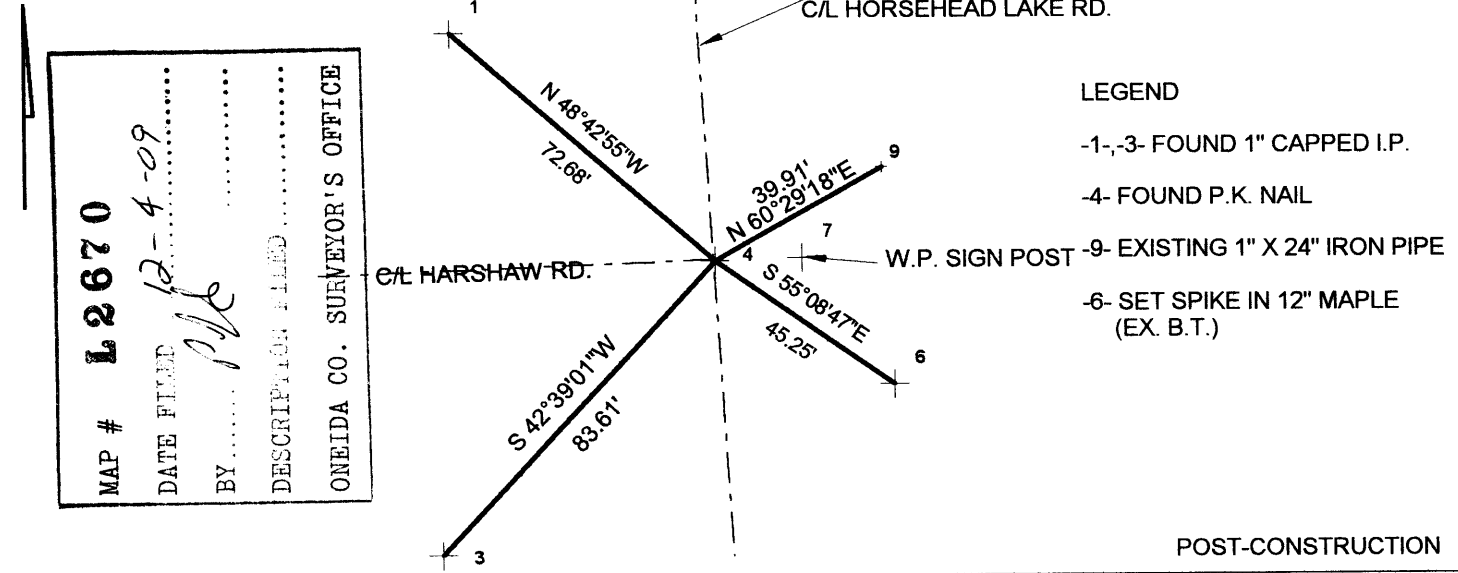 MAP # L2670
DATE FILED 12-4-09
BY
DESCRIPTION FILED
ONEIDA CO. SURVEYOR'S OFFICE
1
C/L HORSEHEAD LAKE RD.
N 48°42'55"W
72.68'
39.91'
N 60°29'18"E
9
7
4
W.P. SIGN POST
C/L HARSHAW RD.
S 55°08'47"E
45.25'
6
S 42°39'01"W
83.61'
3
LEGEND
-1-,-3- FOUND 1" CAPPED I.P.
-4- FOUND P.K. NAIL
-9- EXISTING 1" X 24" IRON PIPE
-6- SET SPIKE IN 12" MAPLE
(EX. B.T.)
POST-CONSTRUCTION